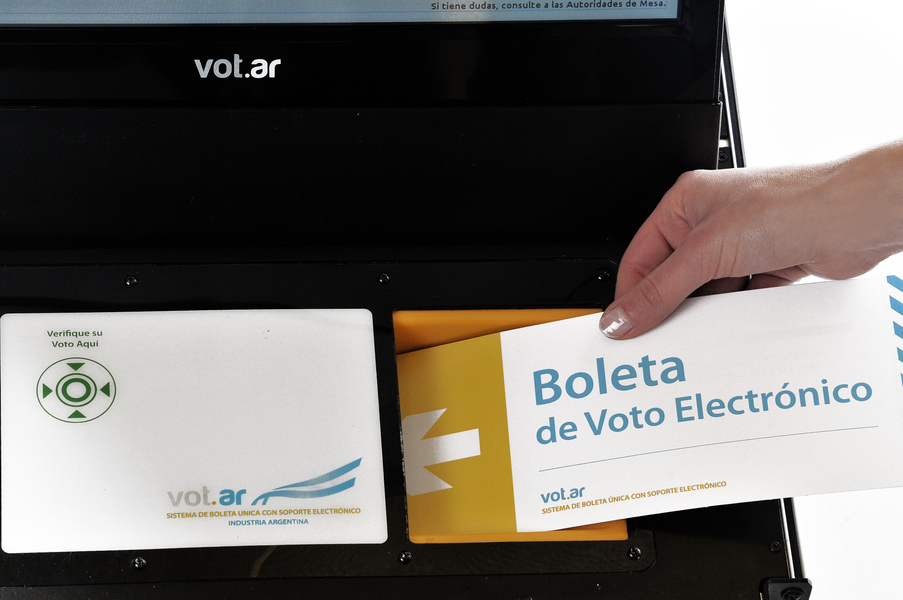 Si tiene dudas, consulte a las Autoridades de Mesa.
vot.ar
Verifique su
Voto Aquí
vot.ar
SISTEMA DE BOLETA ÚNICA CON SOPORTE ELECTRÓNICO
INDUSTRIA ARGENTINA
Boleta
de Voto Electrónico
vot.ar
SISTEMA DE BOLETA ÚNICA CON SOPORTE ELECTRÓNICO